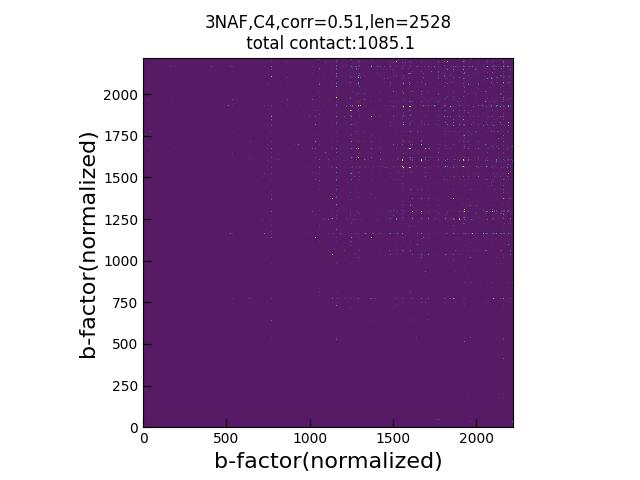 3NAF,C4,corr=0.51,len=2528
total contact:1085.1
b-factor(normalized)
2000
1750
1500
1250
1000
750
500
250
0
0 500 1000 1500 2000
b-factor(normalized)